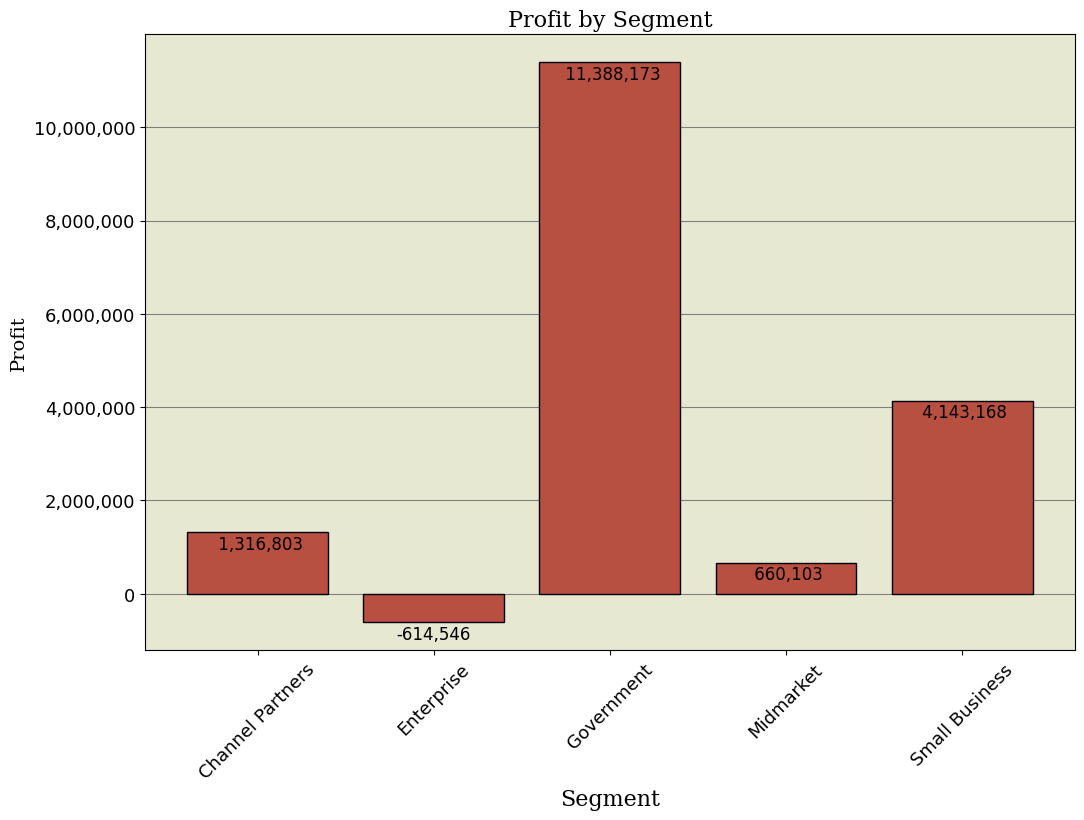 Profit by Segment
Profit
10,000,000
8,000,000
6,000,000
4,000,000
2,000,000
0
1,316,803
-614,546
11,388,173
660,103
4,143,168
Channel Partners
Enterprise
Government
Midmarket
Small Business
Segment